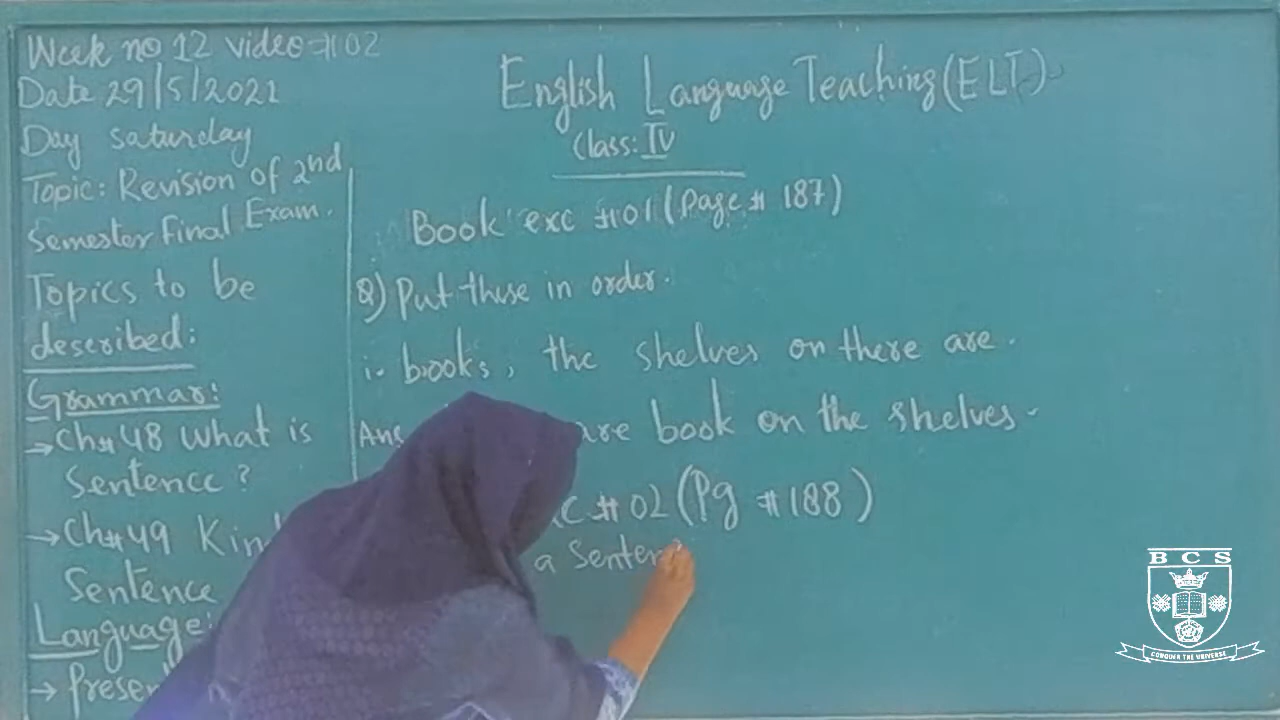 Week no 12 video #02
Date 29/5/2021
Day saturday
Topic: Revision of 2nd
Semester Final Exam.
Topics to be
described:
Grammar:
→ Ch#48 What is
Sentence?
→ Ch#49 Kin
Sentence
Language:
→ Presen
English Language Teaching (ELT)
Class: IV
Book exc #01 (Page # 187)
Q) Put these in order.
i. books, the shelves on there are.
Ans are book on the shelves.
c # 02 (Pg # 188)
a Senten
BCS
CONQUER THE UNIVERSE